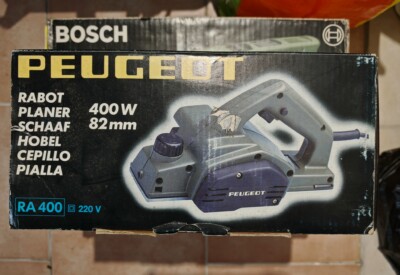 BOSCH
PEUGEOT
RABOT
PLANER
SCHAAF
HOBEL
CEPILLO
PIALLA
400 W
82 mm
PEUGEOT
RA 400 220 V